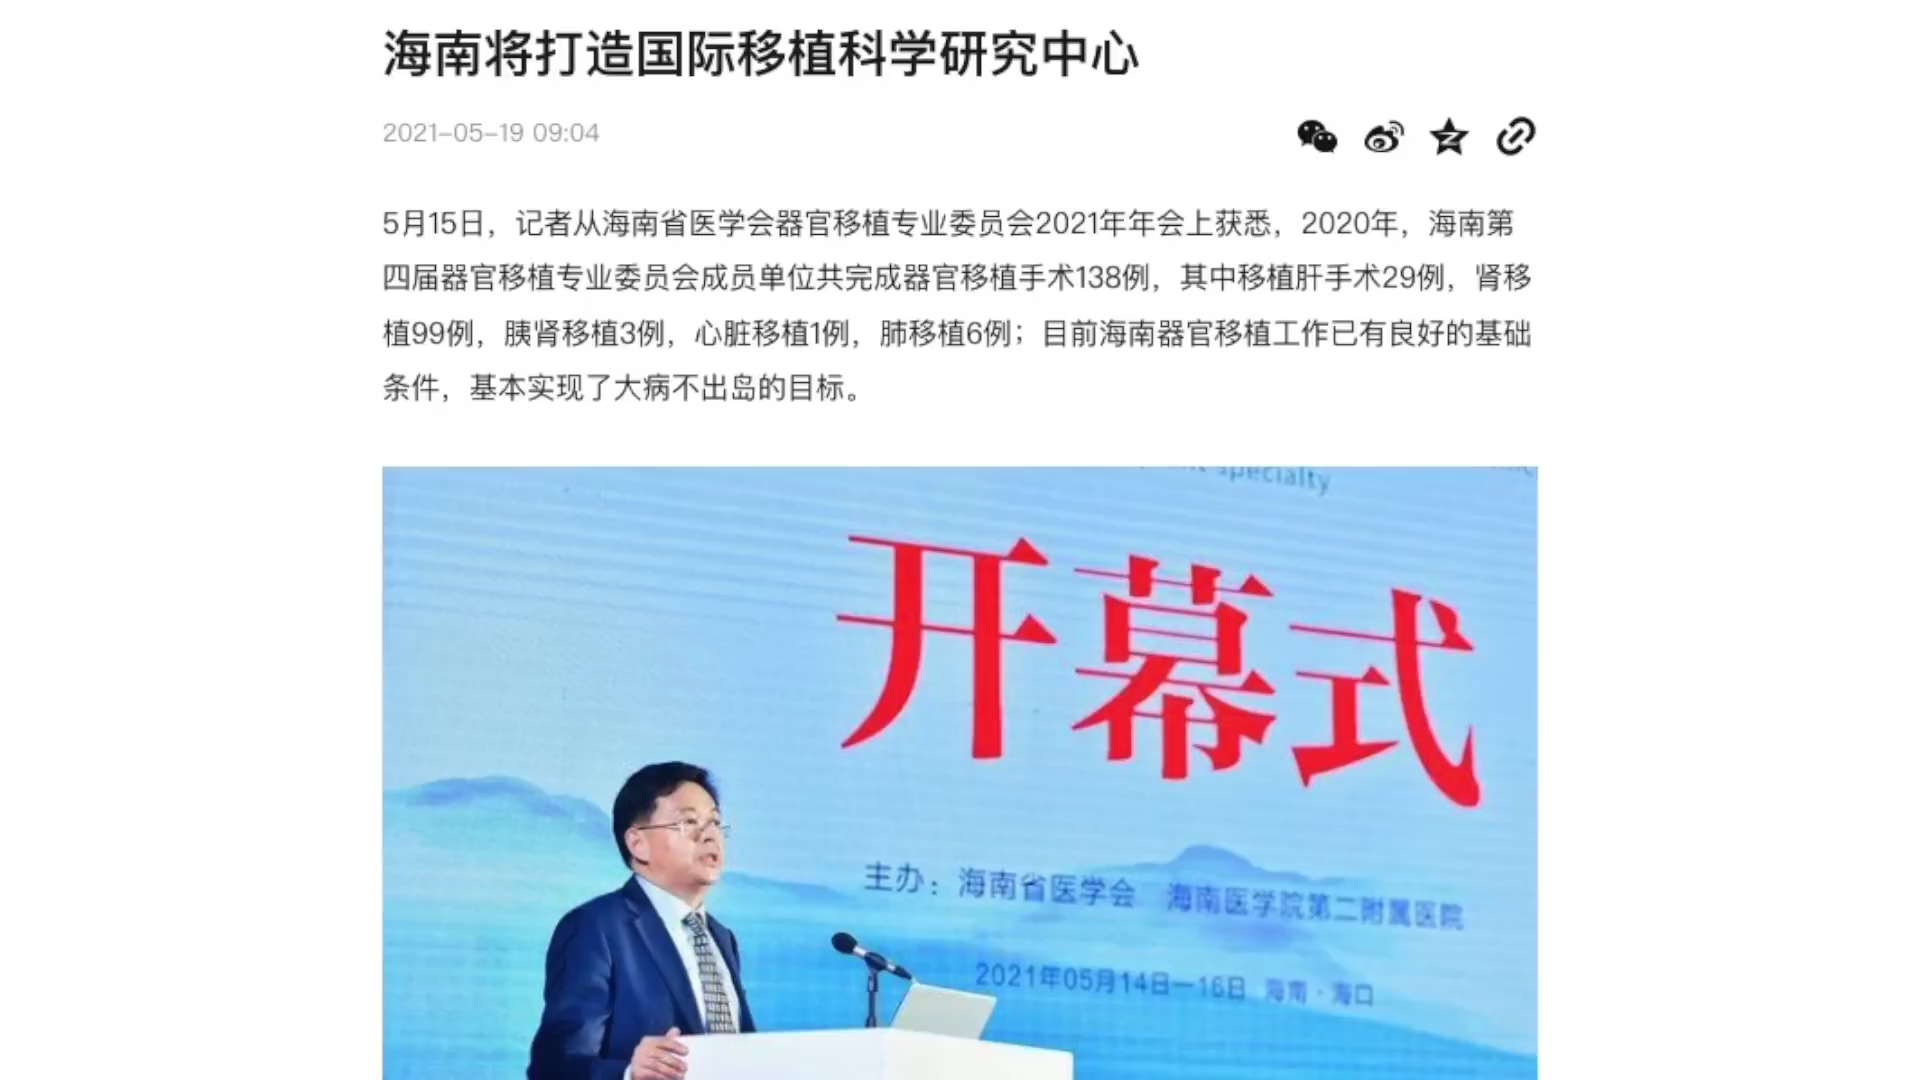 海南将打造国际移植科学研究中心
2021-05-19 09:04
5月15日，记者从海南省医学会器官移植专业委员会2021年年会上获悉，2020年，海南第
四届器官移植专业委员会成员单位共完成器官移植手术138例，其中移植肝手术29例，肾移
植99例，胰肾移植3例，心脏移植1例，肺移植6例；目前海南器官移植工作已有良好的基础
条件，基本实现了大病不出岛的目标。
specialty
开幕式
主办：海南省医学会 海南医学院第二附属医院
2021年05月14日—16日 海南·海口